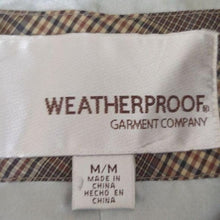 WEATHERPROOF®
GARMENT COMPANY
M/M
MADE IN
CHINA
HECHO EN
CHINA